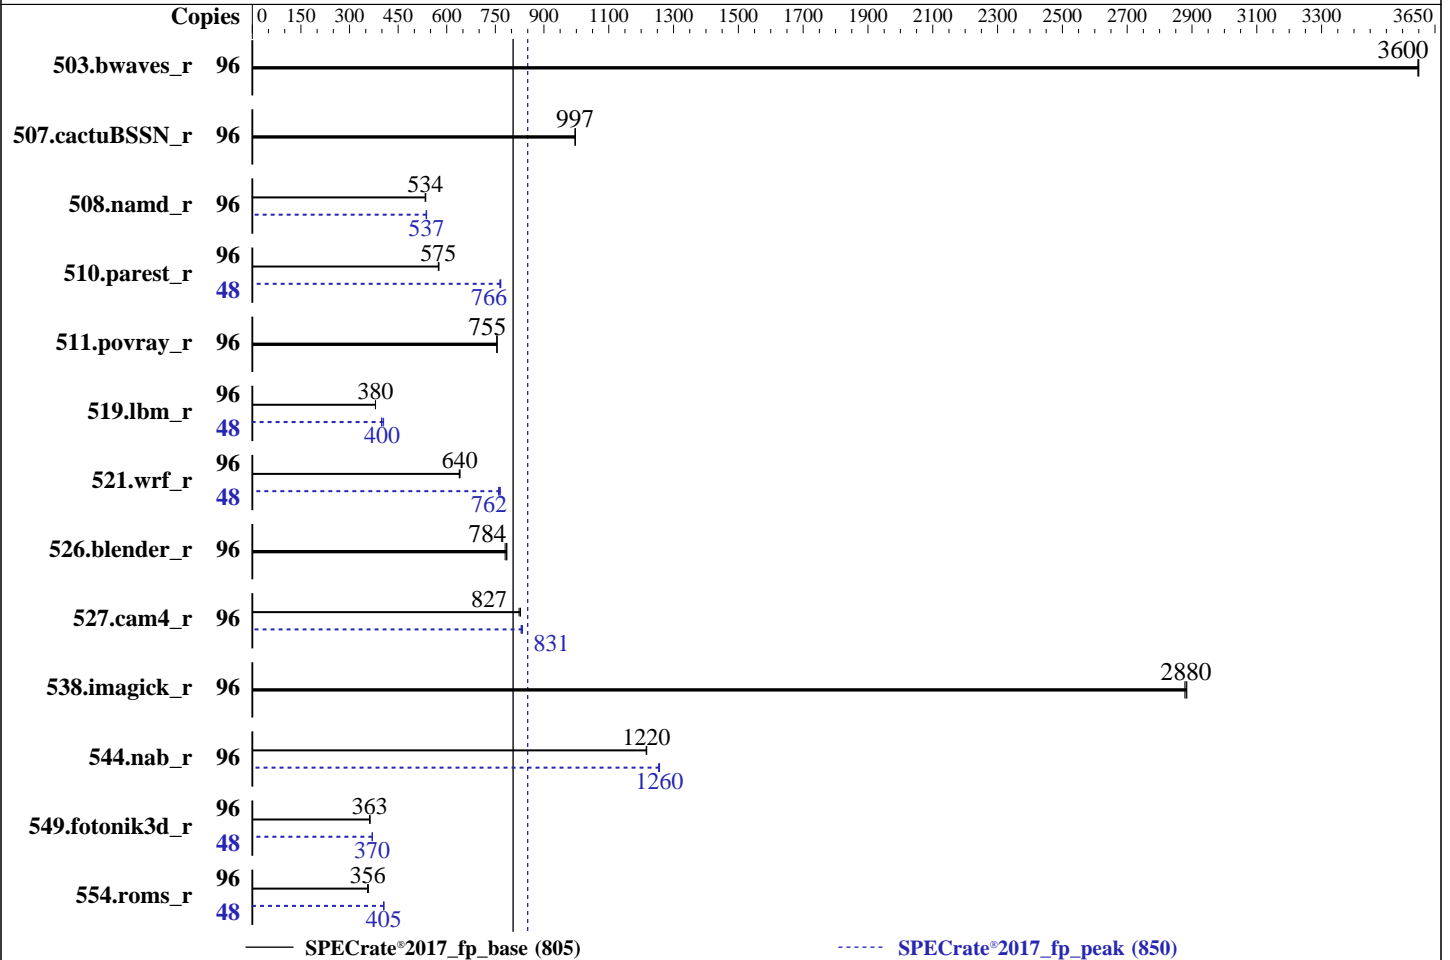 Copies 0 150 300 450 600 750 900 1100 1300 1500 1700 1900 2100 2300 2500 2700 2900 3100 3300 3650
503.bwaves_r 96 3600
507.cactuBSSN_r 96 997
508.namd_r 96 534
537
510.parest_r 96 575
48 766
511.povray_r 96 755
519.lbm_r 96 380
48 400
521.wrf_r 96 640
48 762
526.blender_r 96 784
527.cam4_r 96 827
831
538.imagick_r 96 2880
544.nab_r 96 1220
1260
549.fotonik3d_r 96 363
48 370
554.roms_r 96 356
48 405
SPECrate®2017_fp_base (805) SPECrate®2017_fp_peak (850)